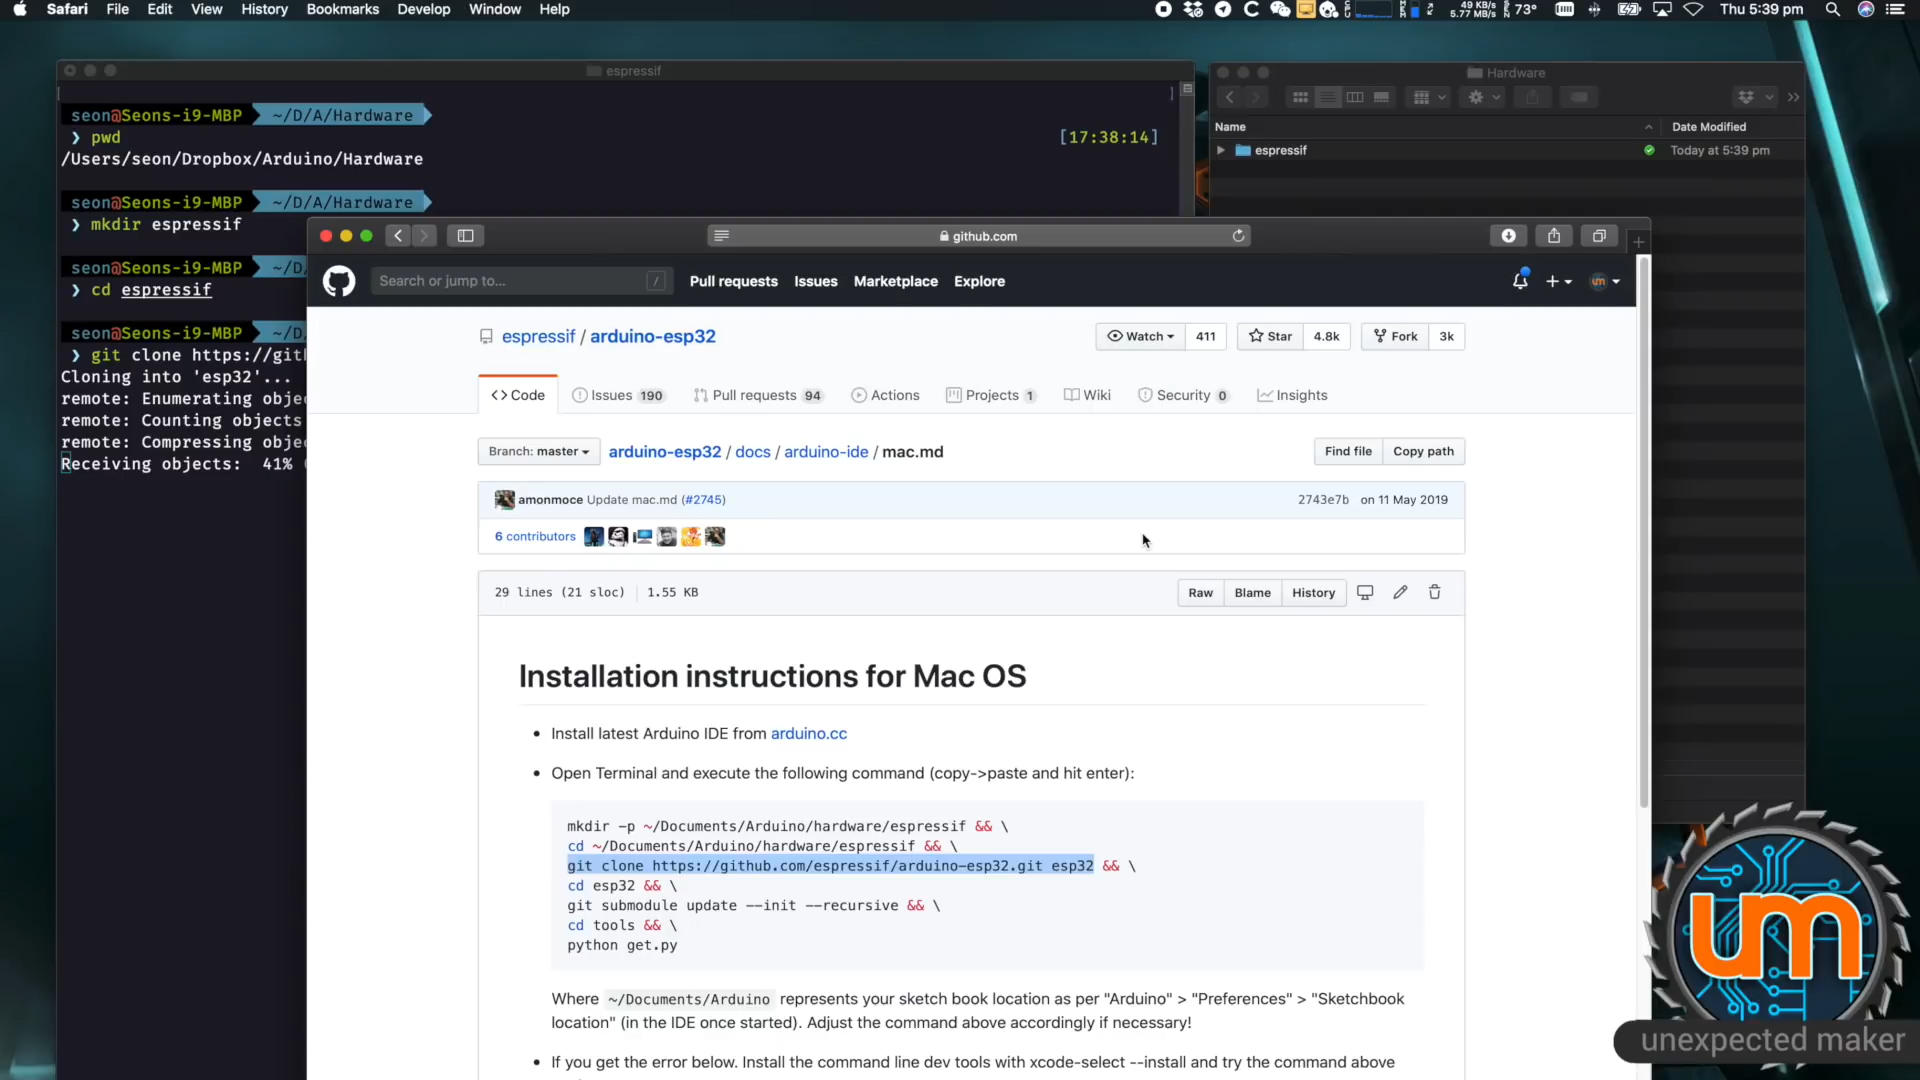 Safari File Edit View History Bookmarks Develop Window Help
49 KB/s
5.77 MB/s
73°
Thu 5:39 pm
espressif
seon@Seons-i9-MBP ~/D/A/Hardware
❯ pwd
[17:38:14]
/Users/seon/Dropbox/Arduino/Hardware
seon@Seons-i9-MBP ~/D/A/Hardware
❯ mkdir espressif
seon@Seons-i9-MBP ~/D/
❯ cd espressif
seon@Seons-i9-MBP ~/D/
❯ git clone https://git
Cloning into 'esp32'...
remote: Enumerating obje
remote: Counting objects
remote: Compressing obje
Receiving objects: 41% (
Hardware
Name Date Modified
espressif Today at 5:39 pm
github.com
Search or jump to... /
Pull requests Issues Marketplace Explore
um
espressif / arduino-esp32
Watch 411 Star 4.8k Fork 3k
Code Issues 190 Pull requests 94 Actions Projects 1 Wiki Security 0 Insights
Branch: master arduino-esp32 / docs / arduino-ide / mac.md Find file Copy path
amonmoce Update mac.md (#2745) 2743e7b on 11 May 2019
6 contributors
29 lines (21 sloc) 1.55 KB Raw Blame History
Installation instructions for Mac OS
• Install latest Arduino IDE from arduino.cc
• Open Terminal and execute the following command (copy->paste and hit enter):
mkdir -p ~/Documents/Arduino/hardware/espressif && \
cd ~/Documents/Arduino/hardware/espressif && \
git clone https://github.com/espressif/arduino-esp32.git esp32 && \
cd esp32 && \
git submodule update --init --recursive && \
cd tools && \
python get.py
Where ~/Documents/Arduino represents your sketch book location as per "Arduino" > "Preferences" > "Sketchbook
location" (in the IDE once started). Adjust the command above accordingly if necessary!
• If you get the error below. Install the command line dev tools with xcode-select --install and try the command above
um
unexpected maker